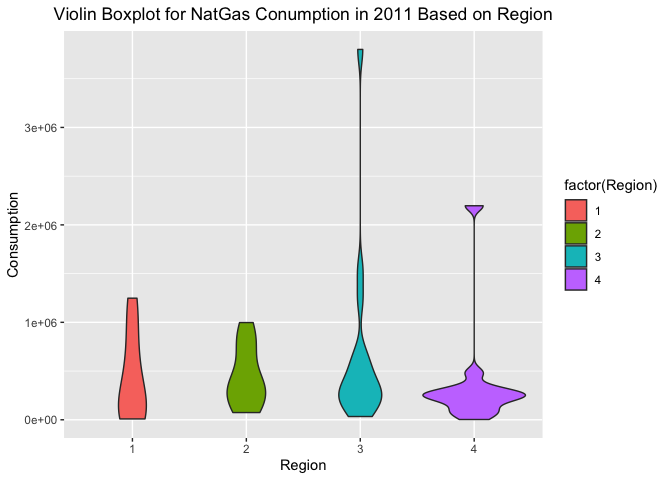 Violin Boxplot for NatGas Conumption in 2011 Based on Region
Consumption
3e+06
2e+06
1e+06
0e+00
1 2 3 4
Region
factor(Region)
1
2
3
4